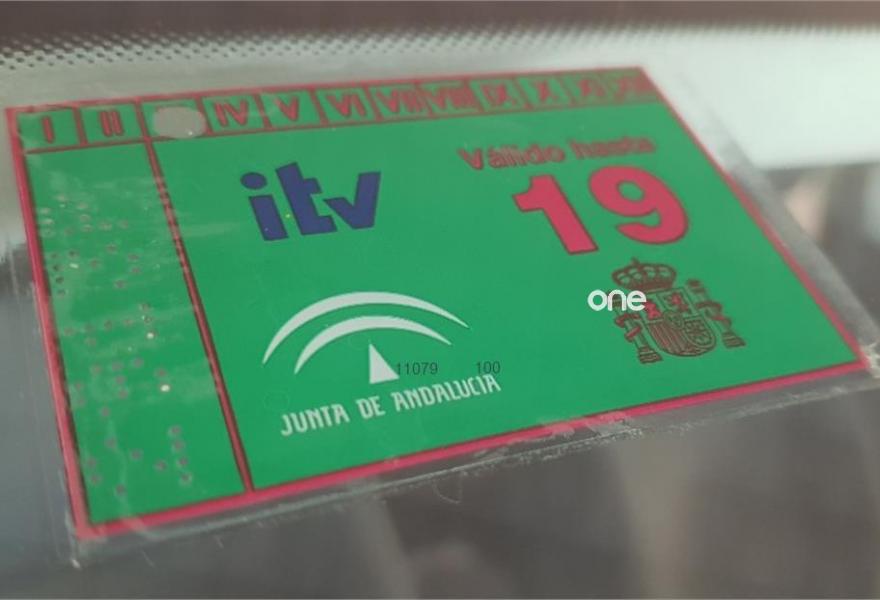 I II IV V VI VII VIII IX X XI XII
itv
Válido hasta
19
one
11079 100
JUNTA DE ANDALUCIA